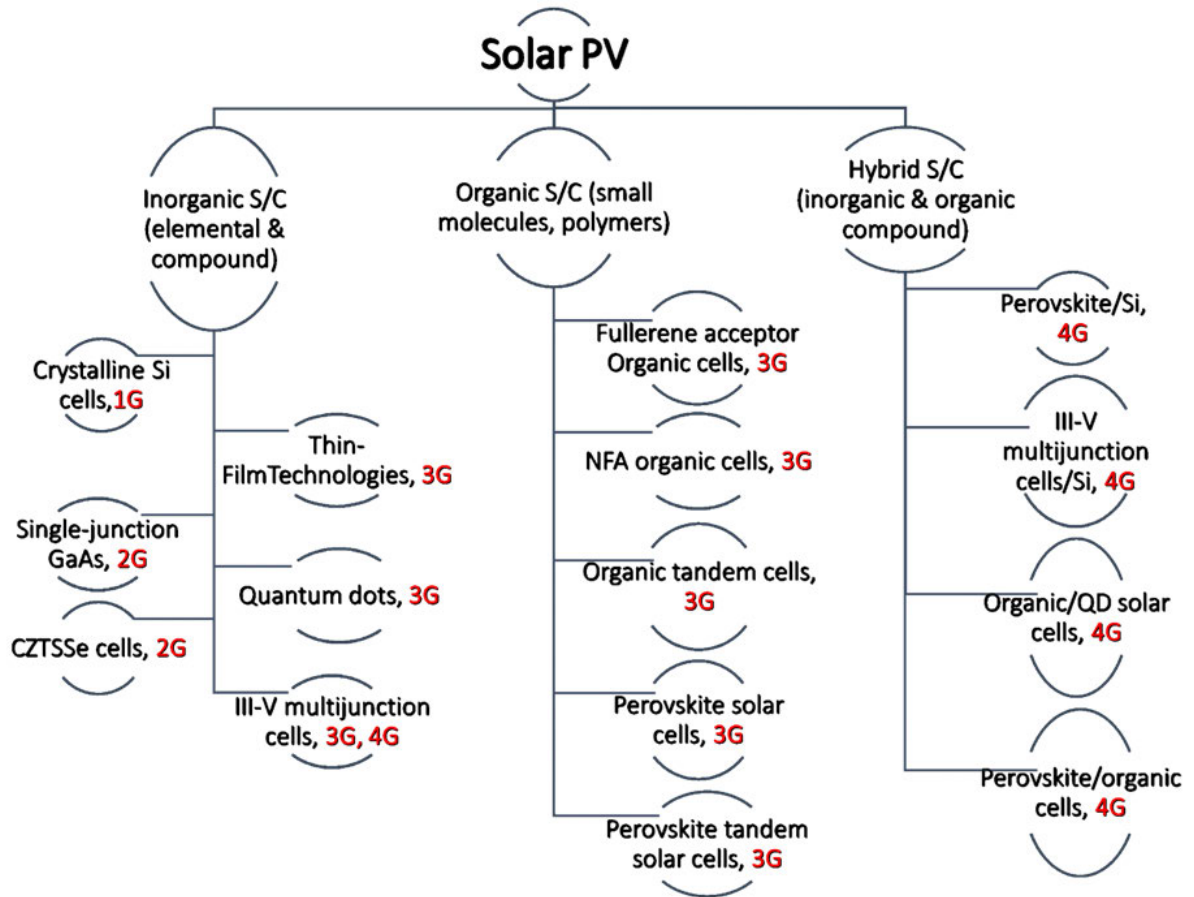 Solar PV
Inorganic S/C
(elemental &
compound)
Crystalline Si
cells,1G
Thin-
FilmTechnologies, 3G
Single-junction
GaAs, 2G
Quantum dots, 3G
CZTSSe cells, 2G
III-V multijunction
cells, 3G, 4G
Organic S/C (small
molecules, polymers)
Fullerene acceptor
Organic cells, 3G
NFA organic cells, 3G
Organic tandem cells,
3G
Perovskite solar
cells, 3G
Perovskite tandem
solar cells, 3G
Hybrid S/C
(inorganic & organic
compound)
Perovskite/Si,
4G
III-V
multijunction
cells/Si, 4G
Organic/QD solar
cells, 4G
Perovskite/organic
cells, 4G